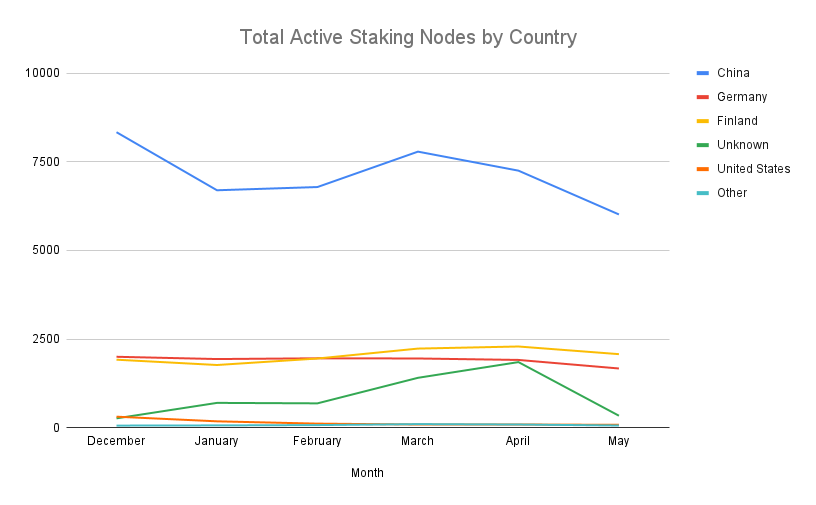 Total Active Staking Nodes by Country
10000
7500
5000
2500
0
December January February March April May
Month
China
Germany
Finland
Unknown
United States
Other